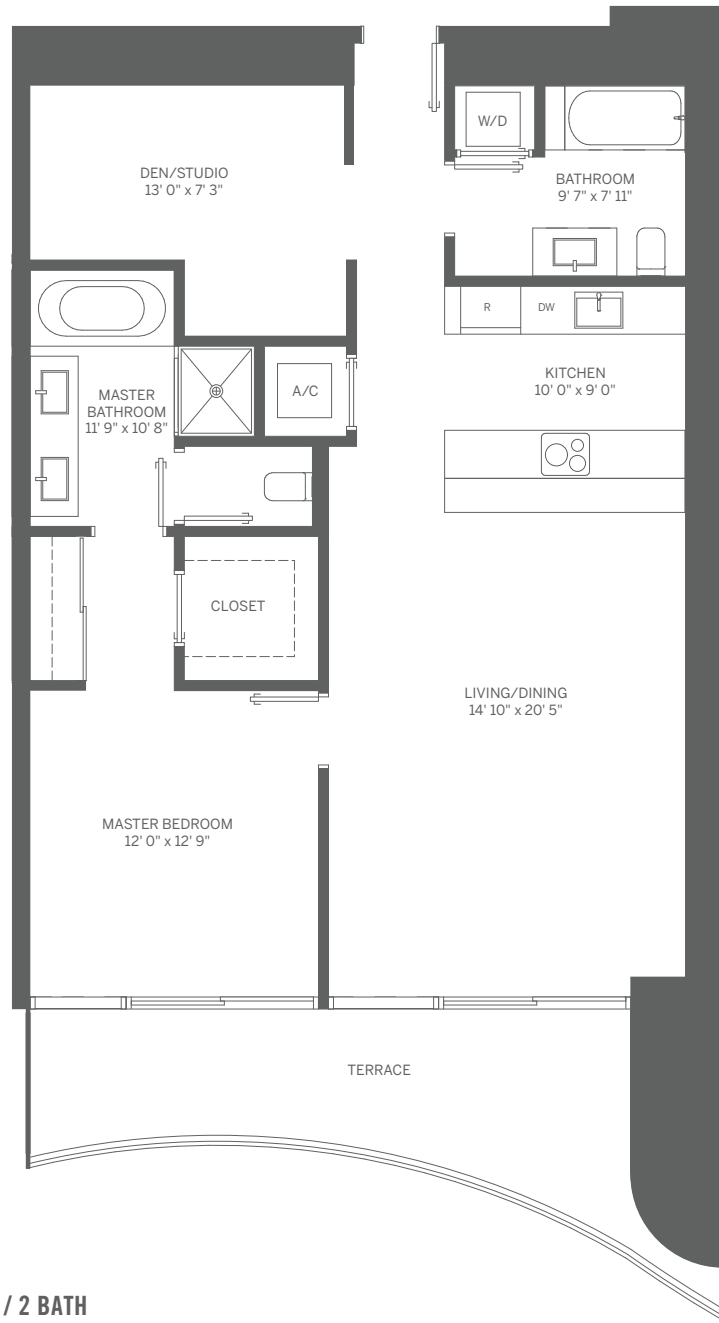 W/D
DEN/STUDIO
13' 0" x 7' 3"
BATHROOM
9' 7" x 7' 11"
R
DW
KITCHEN
10' 0" x 9' 0"
A/C
MASTER
BATHROOM
11' 9" x 10' 8"
CLOSET
LIVING/DINING
14' 10" x 20' 5"
MASTER BEDROOM
12' 0" x 12' 9"
TERRACE
/ 2 BATH